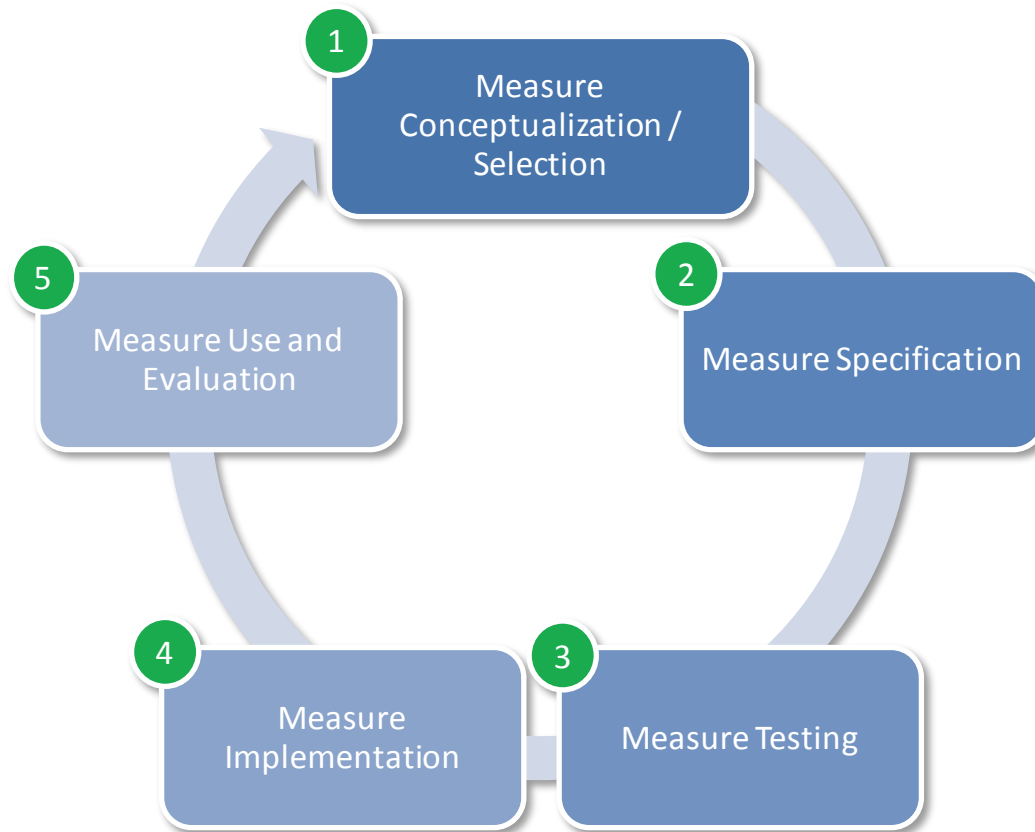 1
Measure
Conceptualization /
Selection
2
Measure Specification
3
Measure Testing
4
Measure
Implementation
5
Measure Use and
Evaluation